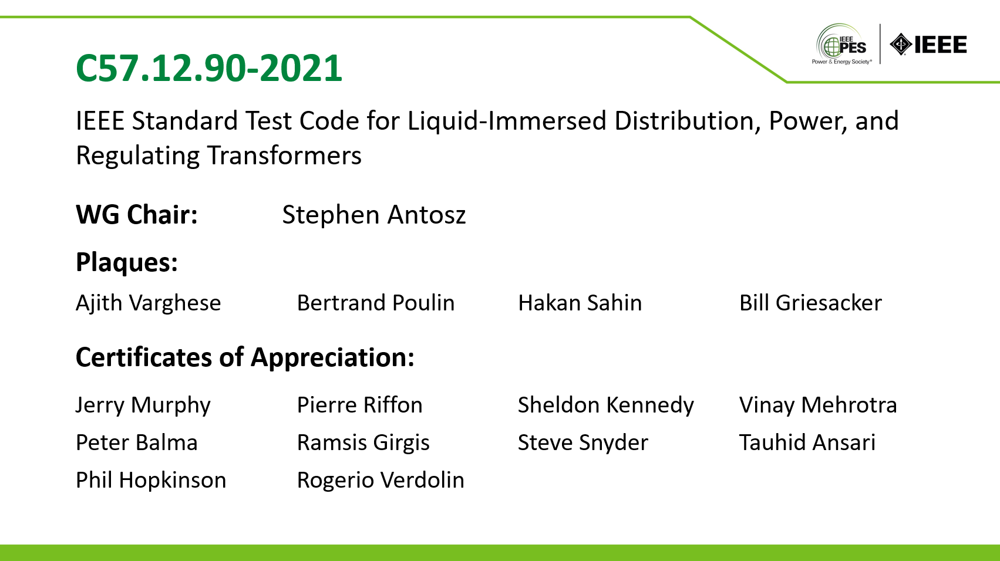 IEEE
PES
Power & Energy Society®
IEEE
C57.12.90-2021
IEEE Standard Test Code for Liquid-Immersed Distribution, Power, and
Regulating Transformers
WG Chair: Stephen Antosz
Plaques:
Ajith Varghese Bertrand Poulin Hakan Sahin Bill Griesacker
Certificates of Appreciation:
Jerry Murphy Pierre Riffon Sheldon Kennedy Vinay Mehrotra
Peter Balma Ramsis Girgis Steve Snyder Tauhid Ansari
Phil Hopkinson Rogerio Verdolin